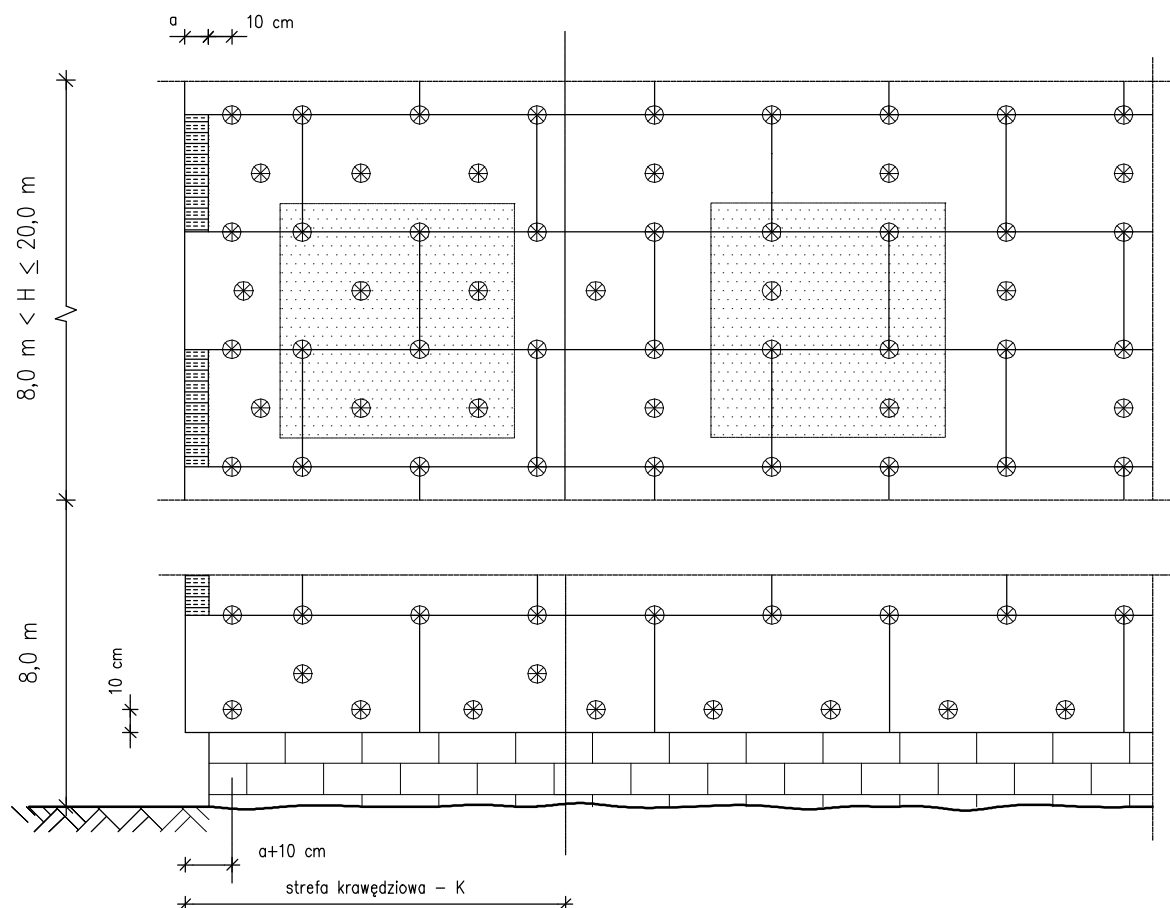 a
10 cm
8,0 m < H ≤ 20,0 m
8,0 m
10 cm
a+10 cm
strefa krawędziowa – K